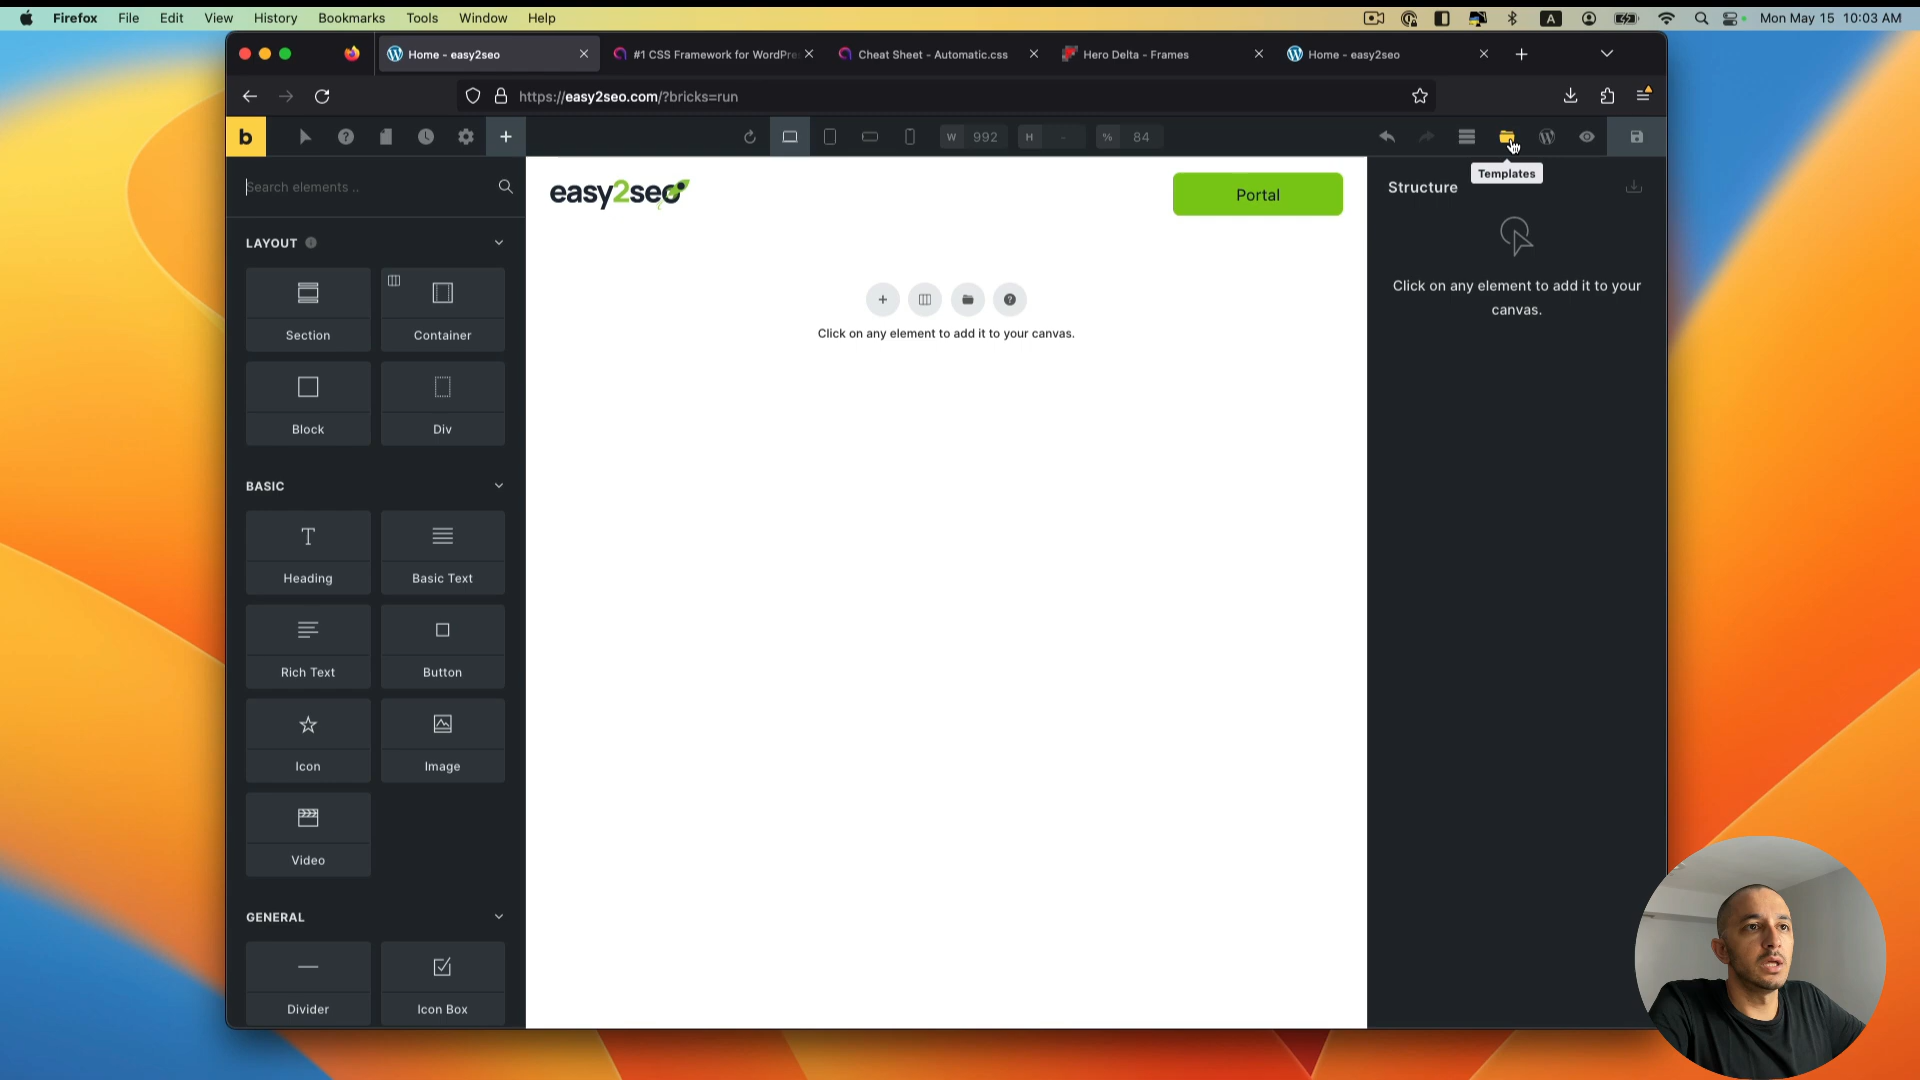 Firefox File Edit View History Bookmarks Tools Window Help
A
Mon May 15 10:03 AM
Home - easy2seo
#1 CSS Framework for WordPre
Cheat Sheet - Automatic.css
Hero Delta - Frames
Home - easy2seo
https://easy2seo.com/?bricks=run
b
W 992 H - % 84
Templates
Search elements ..
easy2seo
Portal
Structure
LAYOUT
Section
Container
Click on any element to add it to your
canvas.
Click on any element to add it to your canvas.
Block
Div
BASIC
Heading
Basic Text
Rich Text
Button
Icon
Image
Video
GENERAL
Divider
Icon Box